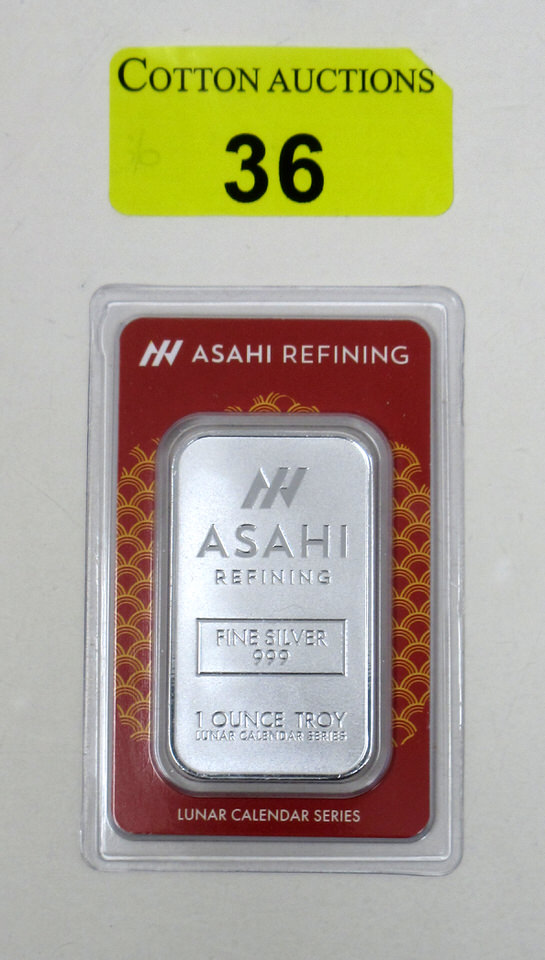 COTTON AUCTIONS
36
ASAHI REFINING
ASAHI
REFINING
FINE SILVER
999
1 OUNCE TROY
LUNAR CALENDAR SERIES
LUNAR CALENDAR SERIES